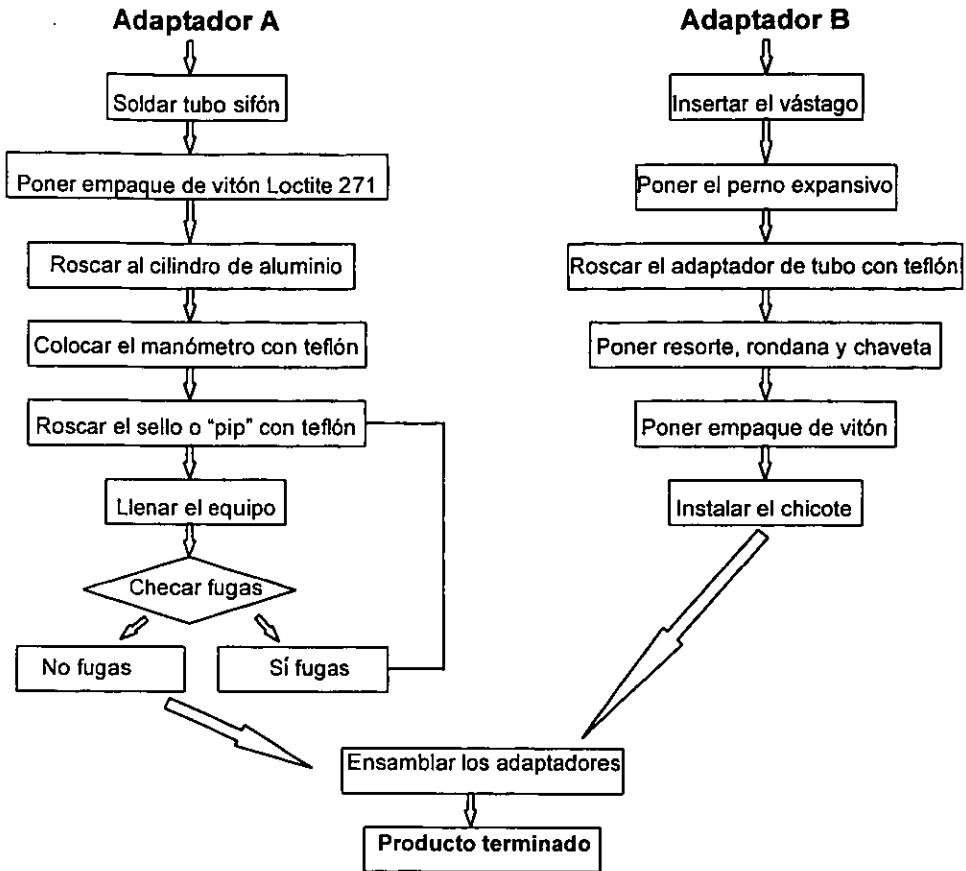 Adaptador A
Soldar tubo sifón
Poner empaque de vitón Loctite 271
Roscar al cilindro de aluminio
Colocar el manómetro con teflón
Roscar el sello o "pip" con teflón
Llenar el equipo
Checar fugas
No fugas
Sí fugas
Adaptador B
Insertar el vástago
Poner el perno expansivo
Roscar el adaptador de tubo con teflón
Poner resorte, rondana y chaveta
Poner empaque de vitón
Instalar el chicote
Ensamblar los adaptadores
Producto terminado